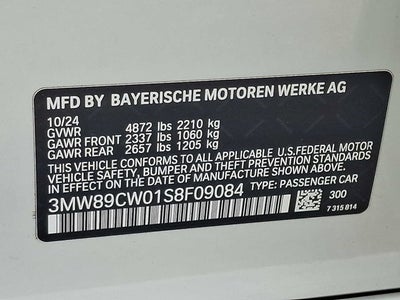 MFD BY BAYERISCHE MOTOREN WERKE AG
10/24
GVWR 4872 lbs 2210 kg
GAWR FRONT 2337 lbs 1060 kg
GAWR REAR 2657 lbs 1205 kg
THIS VEHICLE CONFORMS TO ALL APPLICABLE U.S.FEDERAL MOTOR
VEHICLE SAFETY, BUMPER, AND THEFT PREVENTION STANDARDS
IN EFFECT ON THE DATE OF MANUFACTURE SHOWN ABOVE.
3MW89CW01S8F09084 TYPE: PASSENGER CAR
300
7 315 814